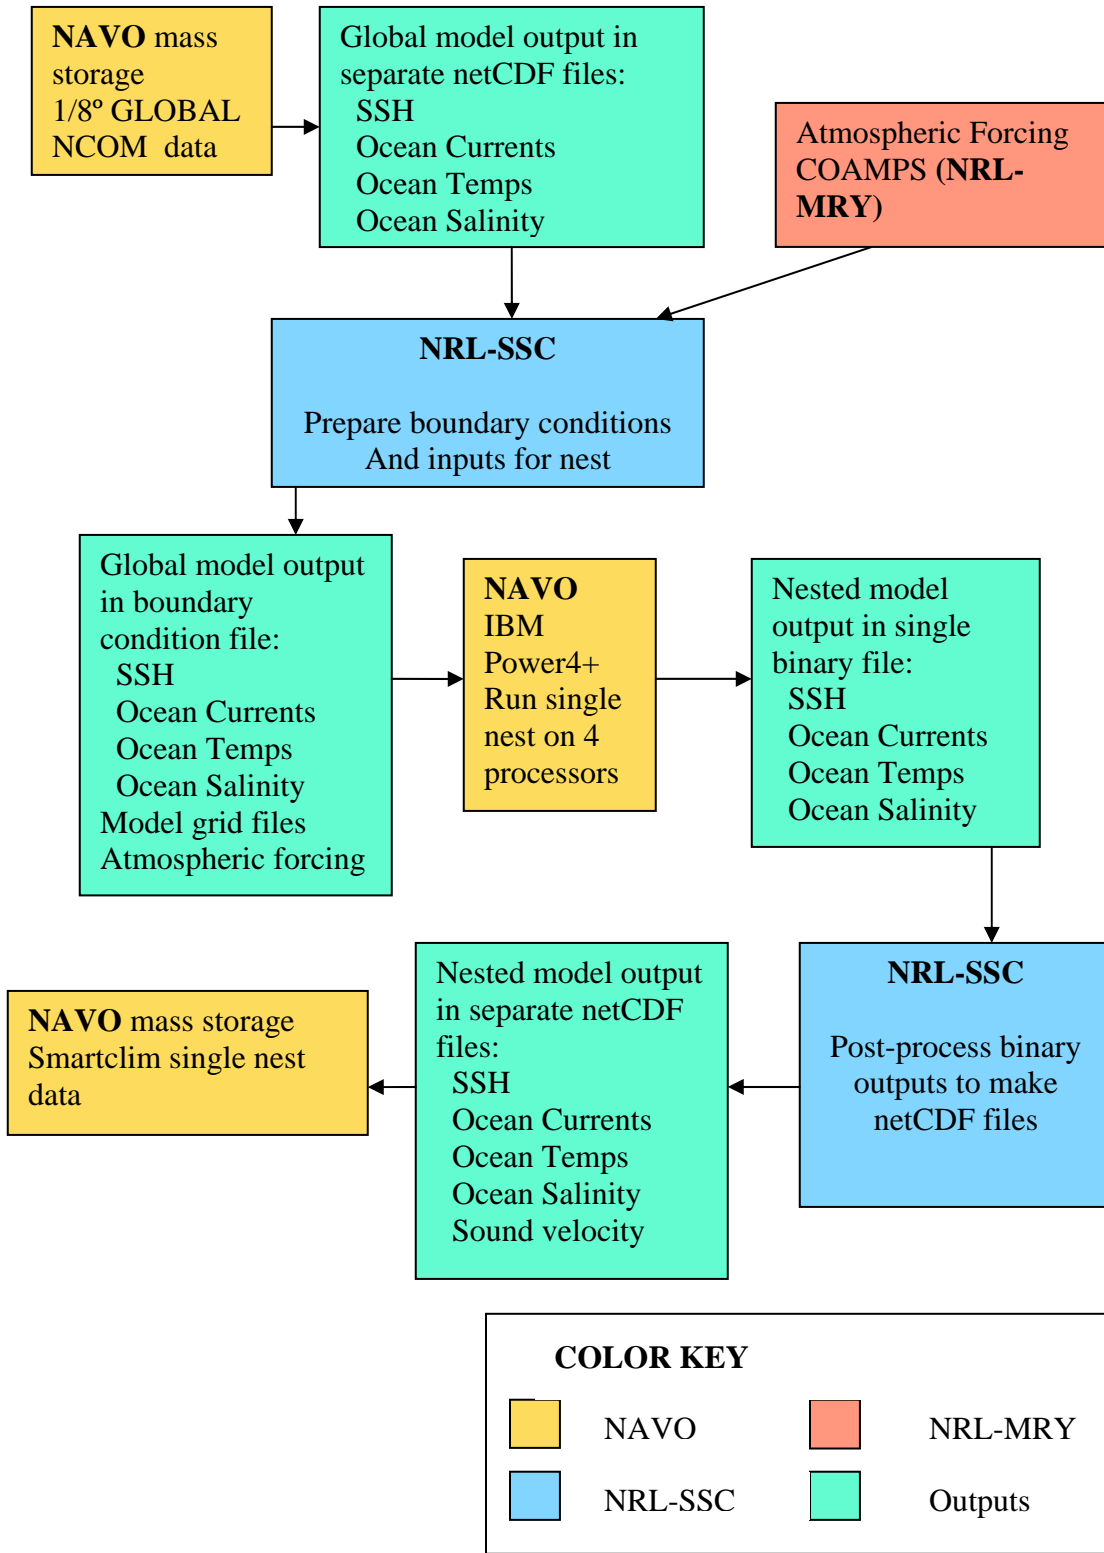 NAVO mass
storage
1/8º GLOBAL
NCOM data
Global model output in
separate netCDF files:
SSH
Ocean Currents
Ocean Temps
Ocean Salinity
Atmospheric Forcing
COAMPS (NRL-
MRY)
NRL-SSC
Prepare boundary conditions
And inputs for nest
Global model output
in boundary
condition file:
SSH
Ocean Currents
Ocean Temps
Ocean Salinity
Model grid files
Atmospheric forcing
NAVO
IBM
Power4+
Run single
nest on 4
processors
Nested model
output in single
binary file:
SSH
Ocean Currents
Ocean Temps
Ocean Salinity
NRL-SSC
Post-process binary
outputs to make
netCDF files
Nested model output
in separate netCDF
files:
SSH
Ocean Currents
Ocean Temps
Ocean Salinity
Sound velocity
NAVO mass storage
Smartclim single nest
data
COLOR KEY
NAVO
NRL-MRY
NRL-SSC
Outputs